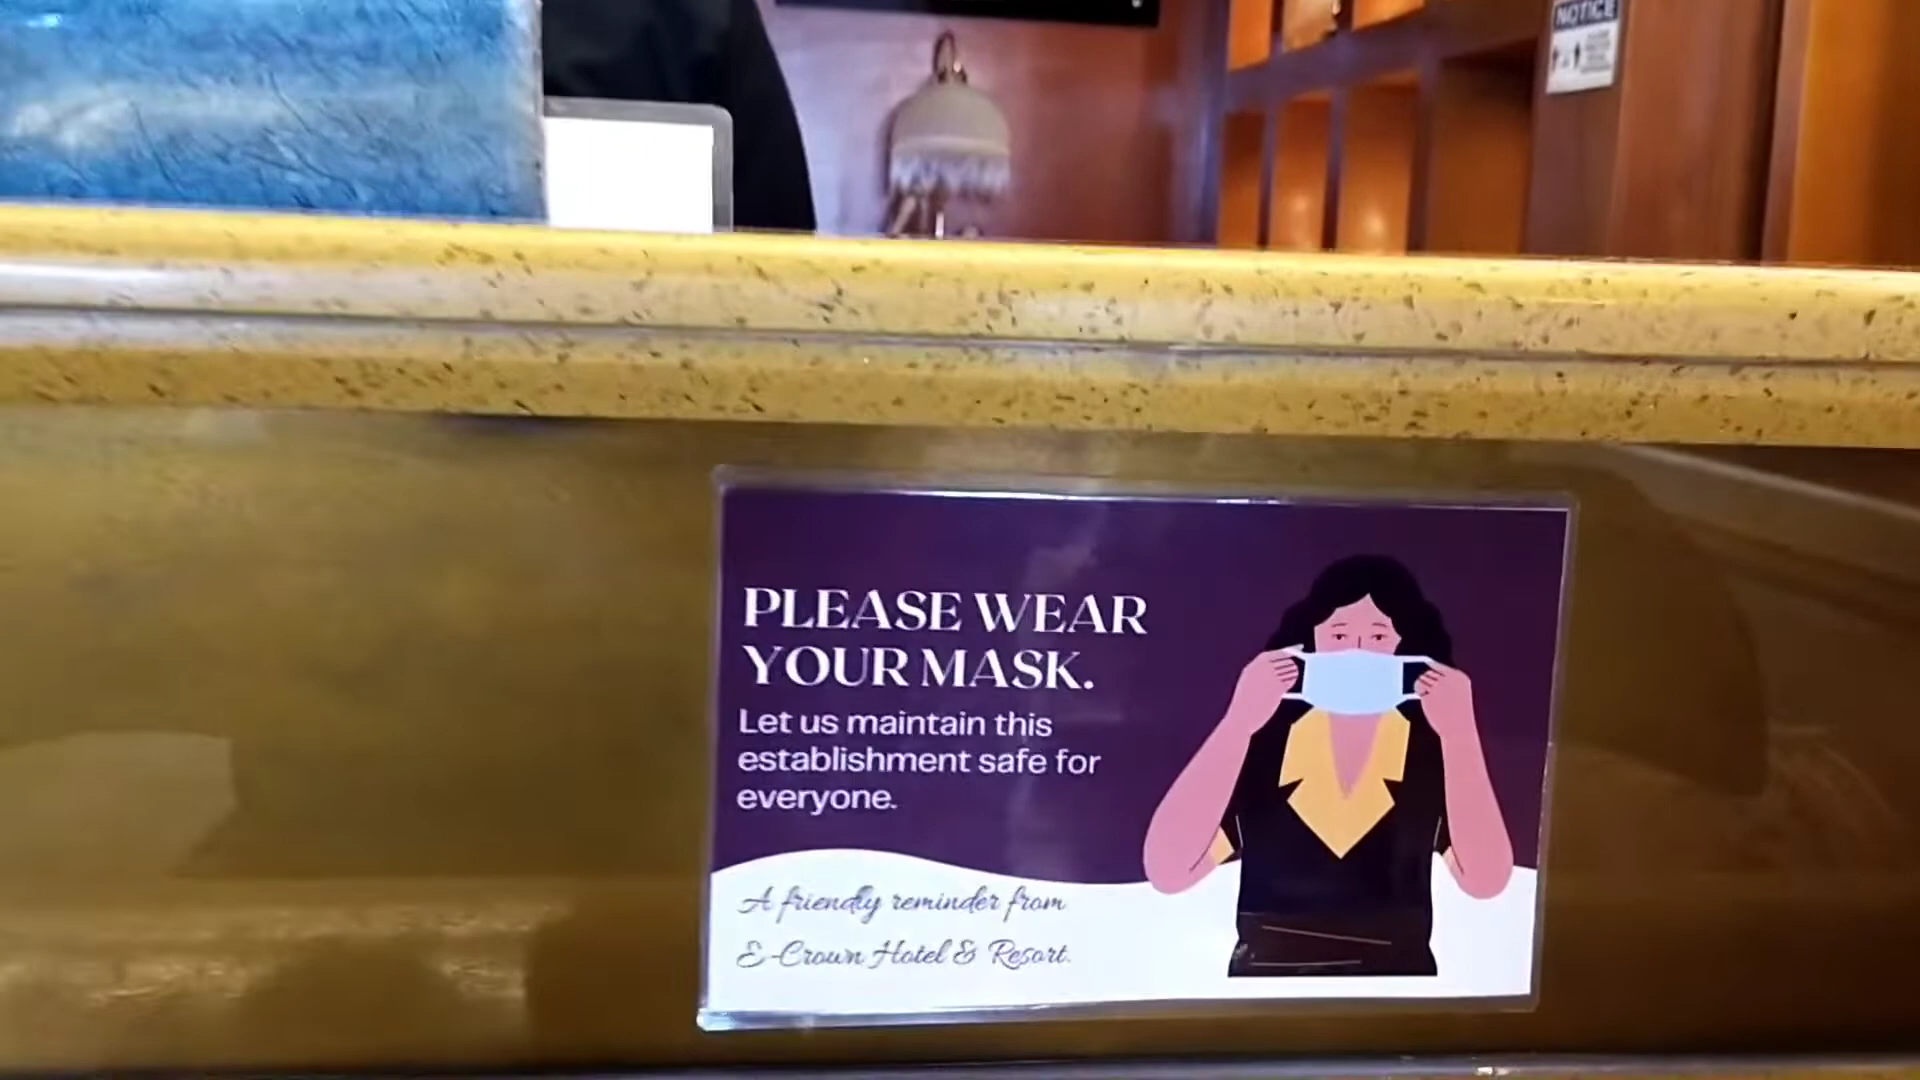 NOTICE
PLEASE WEAR
YOUR MASK.
Let us maintain this
establishment safe for
everyone.
A friendly reminder from
E-Crown Hotel & Resort.